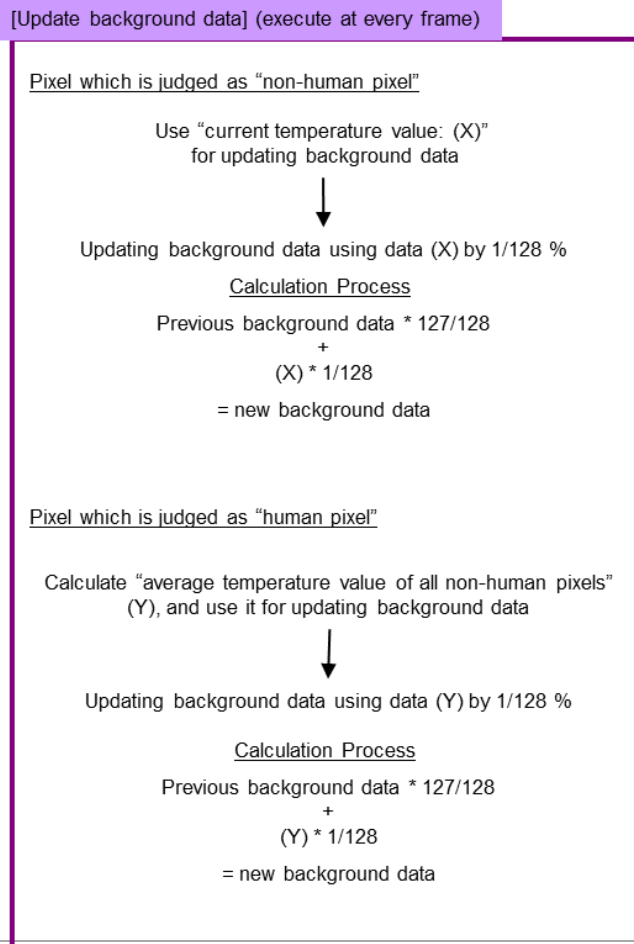 [Update background data] (execute at every frame)
Pixel which is judged as “non-human pixel”
Use “current temperature value: (X)”
for updating background data
Updating background data using data (X) by 1/128 %
Calculation Process
Previous background data * 127/128
+
(X) * 1/128
= new background data
Pixel which is judged as “human pixel”
Calculate “average temperature value of all non-human pixels”
(Y), and use it for updating background data
Updating background data using data (Y) by 1/128 %
Calculation Process
Previous background data * 127/128
+
(Y) * 1/128
= new background data